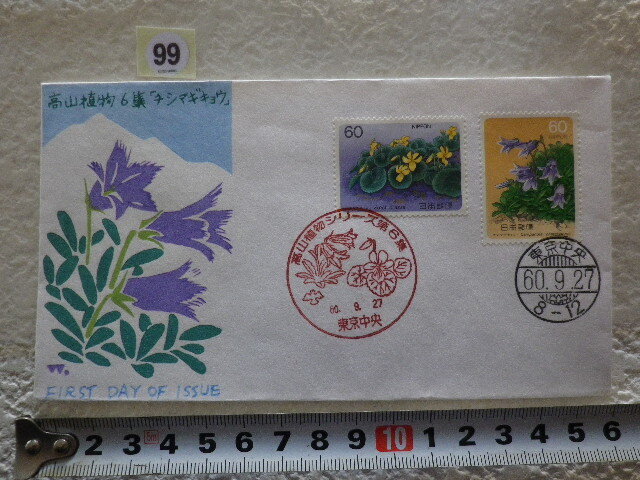 99
高山植物6集「チシマギキョウ」
60
NIPPON
日本郵便
60
日本郵便
高山植物シリーズ第6集
60. 9. 27
東京中央
東京中央
60.9.27
8-12
FIRST DAY OF ISSUE
2 3 5m 4 5 6 7 8 9 10 1 2 3 4 5 6